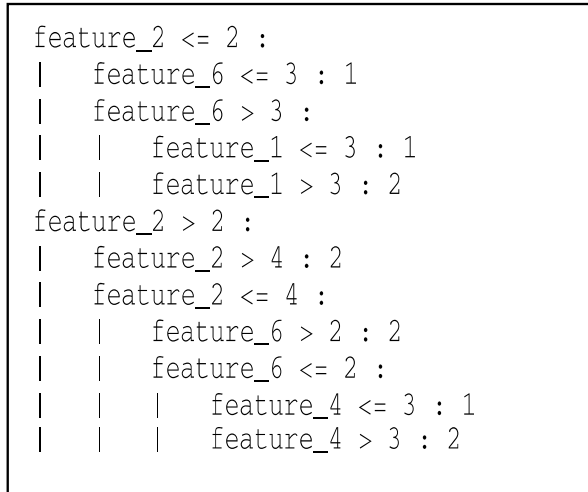 feature_2 <= 2 :
|   feature_6 <= 3 : 1
|   feature_6 > 3 :
|   |   feature_1 <= 3 : 1
|   |   feature_1 > 3 : 2
feature_2 > 2 :
|   feature_2 > 4 : 2
|   feature_2 <= 4 :
|   |   feature_6 > 2 : 2
|   |   feature_6 <= 2 :
|   |   |   feature_4 <= 3 : 1
|   |   |   feature_4 > 3 : 2